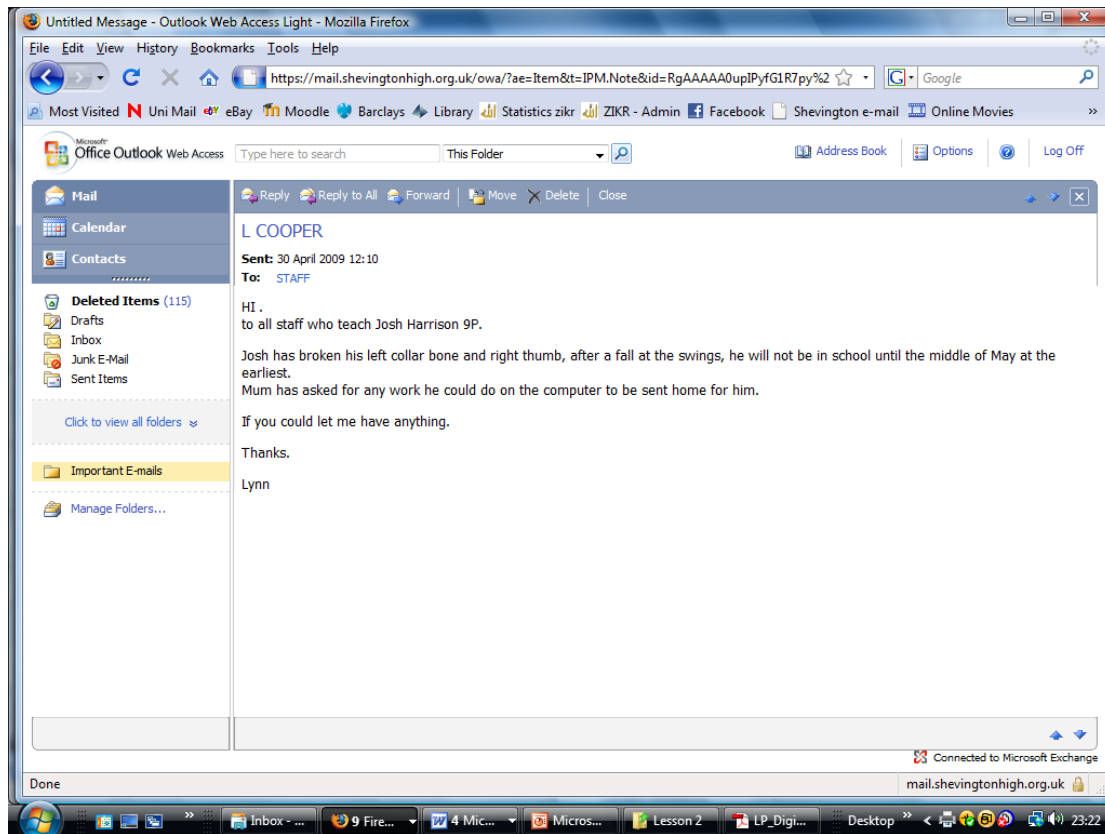 Untitled Message - Outlook Web Access Light - Mozilla Firefox
File Edit View History Bookmarks Tools Help
https://mail.shevingtonhigh.org.uk/owa/?ae=Item&t=IPM.Note&id=RgAAAAA0upIPyfG1R7py%2 G Google
Most Visited N Uni Mail eBay Moodle Barclays Library Statistics zikr ZIKR - Admin Facebook Shevington e-mail Online Movies »
Microsoft
Office Outlook Web Access Type here to search This Folder Address Book Options Log Off
Mail Reply Reply to All Forward Move Delete Close
Calendar
Contacts
L COOPER
Sent: 30 April 2009 12:10
To: STAFF
Deleted Items (115)
Drafts
Inbox
Junk E-Mail
Sent Items
Click to view all folders
Important E-mails
Manage Folders...
HI .
to all staff who teach Josh Harrison 9P.
Josh has broken his left collar bone and right thumb, after a fall at the swings, he will not be in school until the middle of May at the
earliest.
Mum has asked for any work he could do on the computer to be sent home for him.
If you could let me have anything.
Thanks.
Lynn
Connected to Microsoft Exchange
Done mail.shevingtonhigh.org.uk
» Inbox - ... 9 Fire... 4 Mic... Micros... Lesson 2 LP_Digi... Desktop » < 23:22